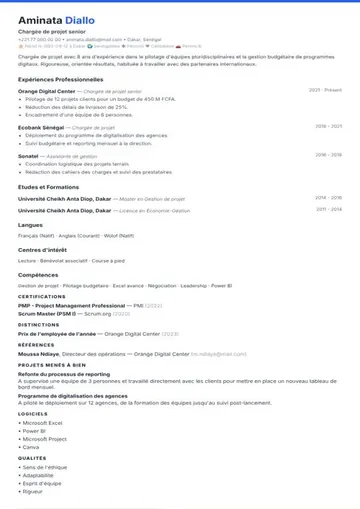 Aminata Diallo
Chargée de projet senior
+221 77 000 00 00 • aminata.diallo@mail.com • Dakar, Sénégal
Chargée de projet avec 8 ans d'expérience dans le pilotage d'équipes pluridisciplinaires et la gestion budgétaire de programmes
digitaux. Rigoureuse, orientée résultats, habituée à travailler avec des partenaires internationaux.
Expériences Professionnelles
Orange Digital Center — Chargée de projet senior 2021 - Présent
• Pilotage de 12 projets clients pour un budget de 450 M FCFA.
• Réduction des délais de livraison de 25%.
• Encadrement d'une équipe de 8 personnes.
Ecobank Sénégal — Chargée de projet 2018 - 2021
• Déploiement du programme de digitalisation des agences
• Suivi budgétaire et reporting mensuel à la direction.
Sonatel — Assistante de gestion 2016 - 2018
• Coordination logistique des projets terrain.
• Rédaction des cahiers des charges et suivi des prestataires.
Etudes et Formations
Université Cheikh Anta Diop, Dakar — Master en Gestion de projet 2014 - 2016
Université Cheikh Anta Diop, Dakar — Licence en Économie-Gestion 2011 - 2014
Langues
Français (Natif) · Anglais (Courant) · Wolof (Natif)
Centres d'intérêt
Lecture · Bénévolat associatif · Course à pied
Compétences
Gestion de projet · Pilotage budgétaire · Excel avancé · Négociation · Leadership · Power BI
CERTIFICATIONS
PMP - Project Management Professional — PMI
Scrum Master (PSM I) — Scrum.org (2020)
DISTINCTIONS
Prix de l'employée de l'année — Orange Digital Center (2023)
RÉFÉRENCES
Moussa Ndiaye, Directeur des opérations — Orange Digital Center (m.ndiaye@mail.com)
PROJETS MENÉS À BIEN
Refonte du processus de reporting
A supervisé une équipe de 3 personnes et travaillé directement avec les clients pour mettre en place un nouveau tableau de
bord mensuel.
Programme de digitalisation des agences
A piloté le déploiement sur 12 agences, de la formation des équipes jusqu'au suivi post-lancement.
LOGICIELS
• Microsoft Excel
• Power BI
• Microsoft Project
• Canva
QUALITÉS
• Sens de l'éthique
• Adaptabilité
• Esprit d'équipe
• Rigueur